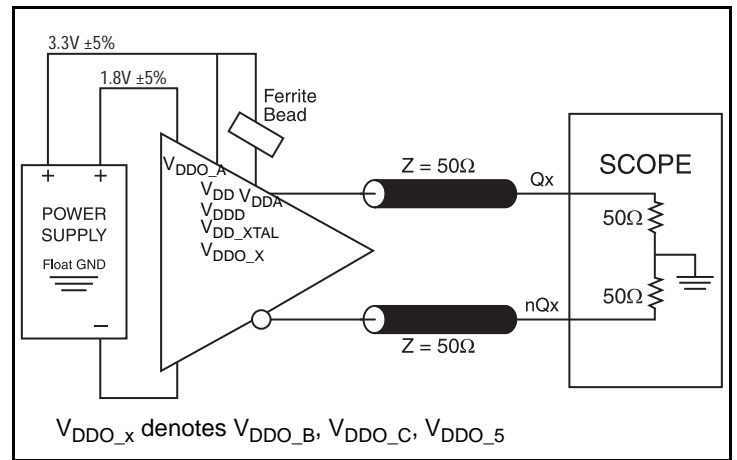 3.3V ±5%
1.8V ±5%
Ferrite
Bead
VDDO_A
VDD VDDA
VDDD
VDD_XTAL
VDDO_X
+ +
POWER
SUPPLY
Float GND
–
Z = 50Ω
Qx
SCOPE
50Ω
50Ω
nQx
Z = 50Ω
VDDO_x denotes VDDO_B, VDDO_C, VDDO_5